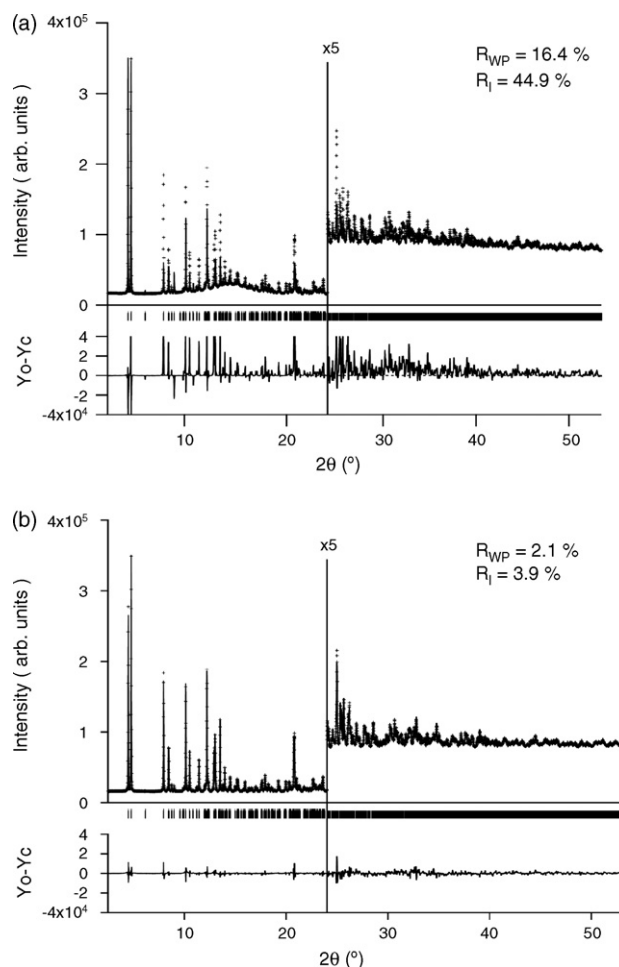 (a)
4x10⁵
x5
R_WP = 16.4 %
R_I = 44.9 %
3
2
1
0
Intensity ( arb. units )
4
2
0
-2
-4x10⁴
Yo-Yc
10 20 30 40 50
2θ (º)
(b)
4x10⁵
x5
R_WP = 2.1 %
R_I = 3.9 %
3
2
1
0
Intensity ( arb. units )
4
2
0
-2
-4x10⁴
Yo-Yc
10 20 30 40 50
2θ (º)